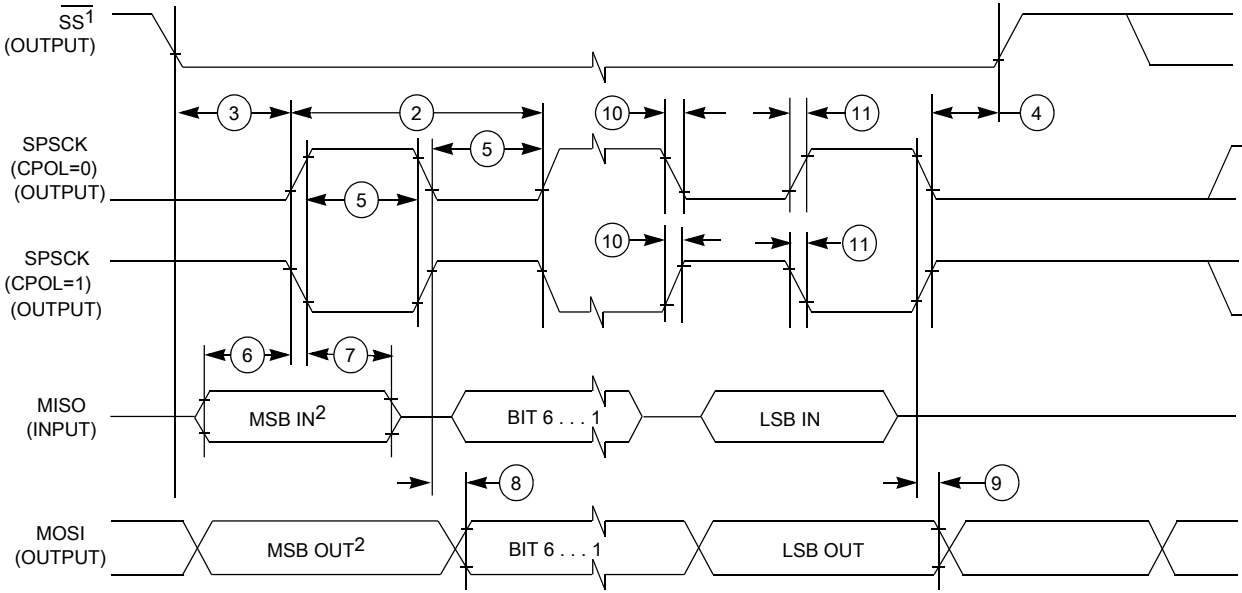 SS1
(OUTPUT)
3
2
10
11
4
SPSCK
(CPOL=0)
(OUTPUT)
5
5
SPSCK
(CPOL=1)
(OUTPUT)
10
11
6
7
MISO
(INPUT)
MSB IN2
BIT 6 . . . 1
LSB IN
8
9
MOSI
(OUTPUT)
MSB OUT2
BIT 6 . . . 1
LSB OUT